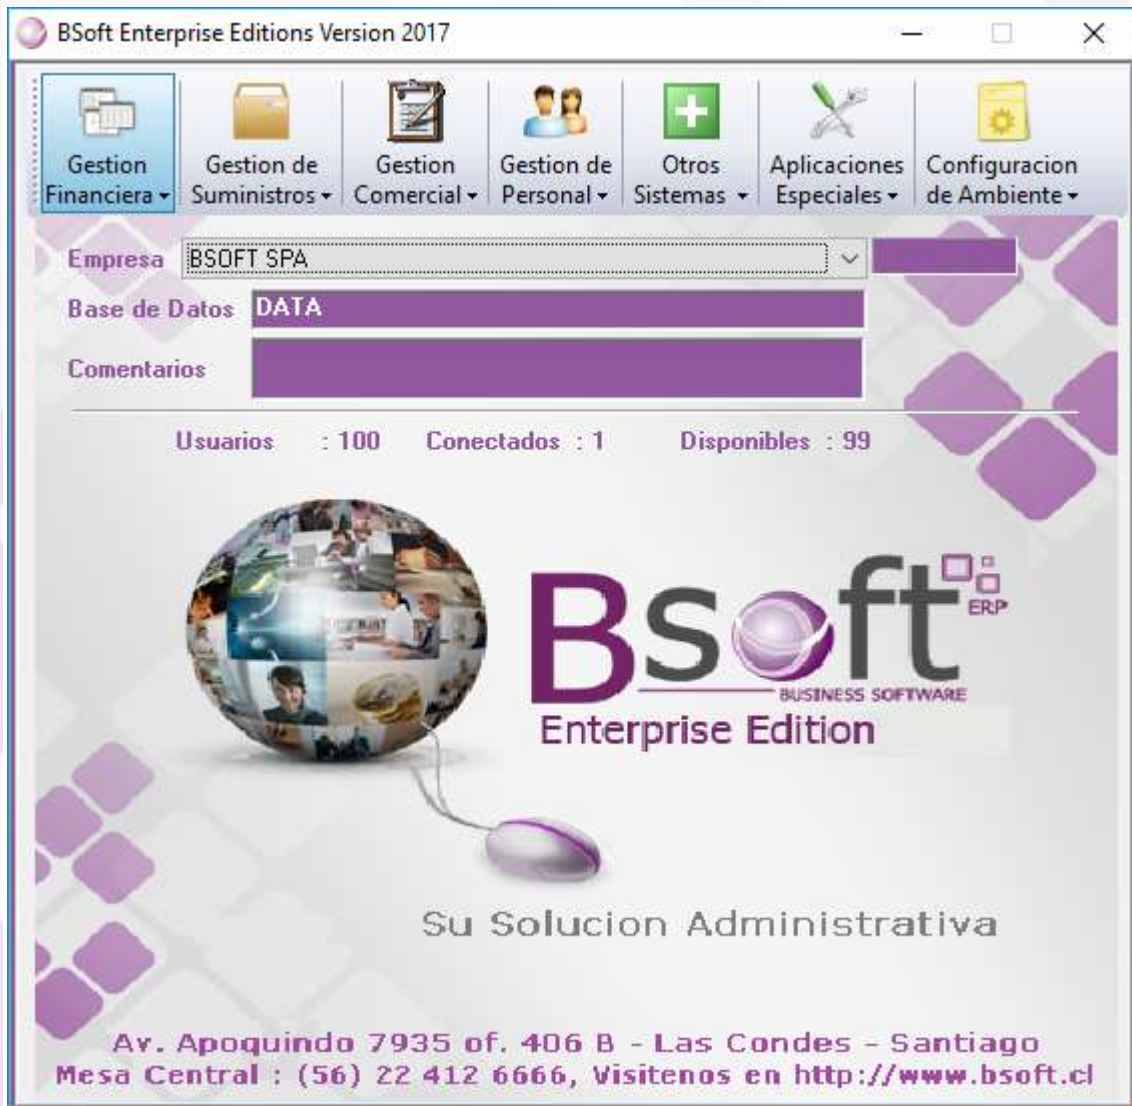 BSoft Enterprise Editions Version 2017
Gestion Financiera
Gestion de Suministros
Gestion Comercial
Gestion de Personal
Otros Sistemas
Aplicaciones Especiales
Configuracion de Ambiente
Empresa BSOFT SPA
Base de Datos DATA
Comentarios
Usuarios : 100 Conectados : 1 Disponibles : 99
Bsoft
ERP
BUSINESS SOFTWARE
Enterprise Edition
Su Solucion Administrativa
Av. Apoquindo 7935 of. 406 B - Las Condes - Santiago
Mesa Central : (56) 22 412 6666, Visitenos en http://www.bsoft.cl